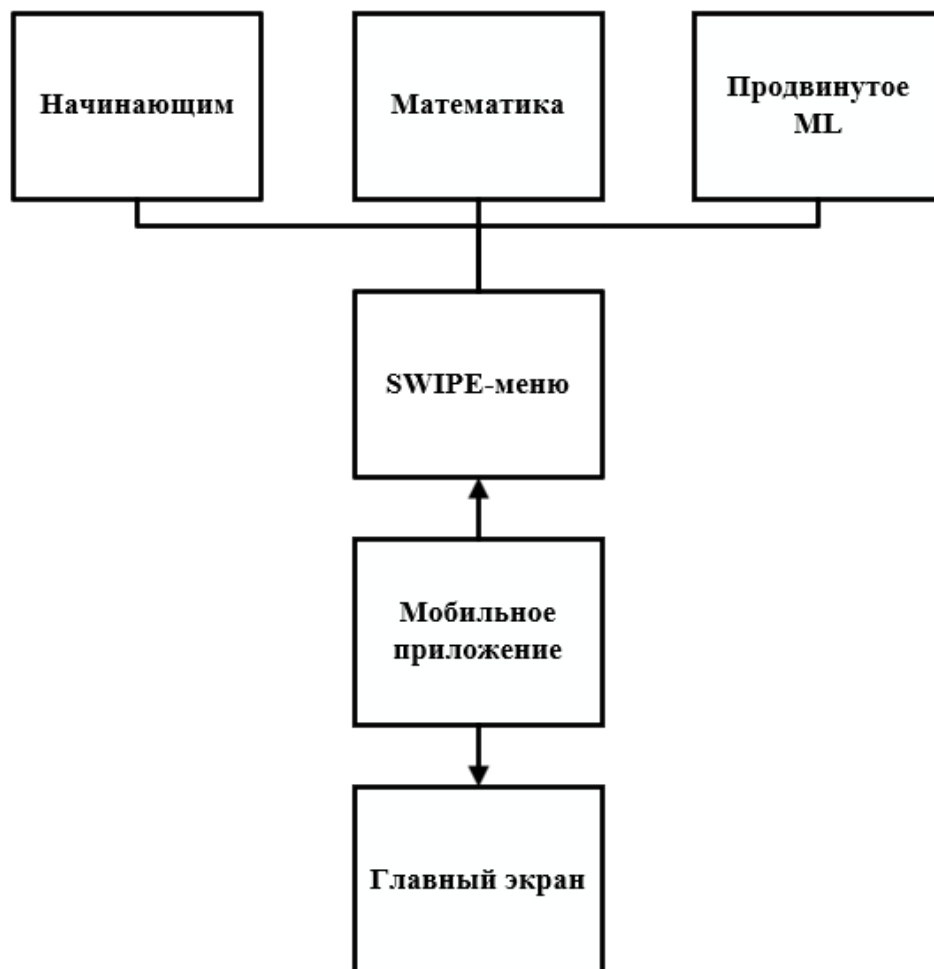 Начинающим
Математика
Продвинутое
ML
SWIPE-меню
Мобильное
приложение
Главный экран